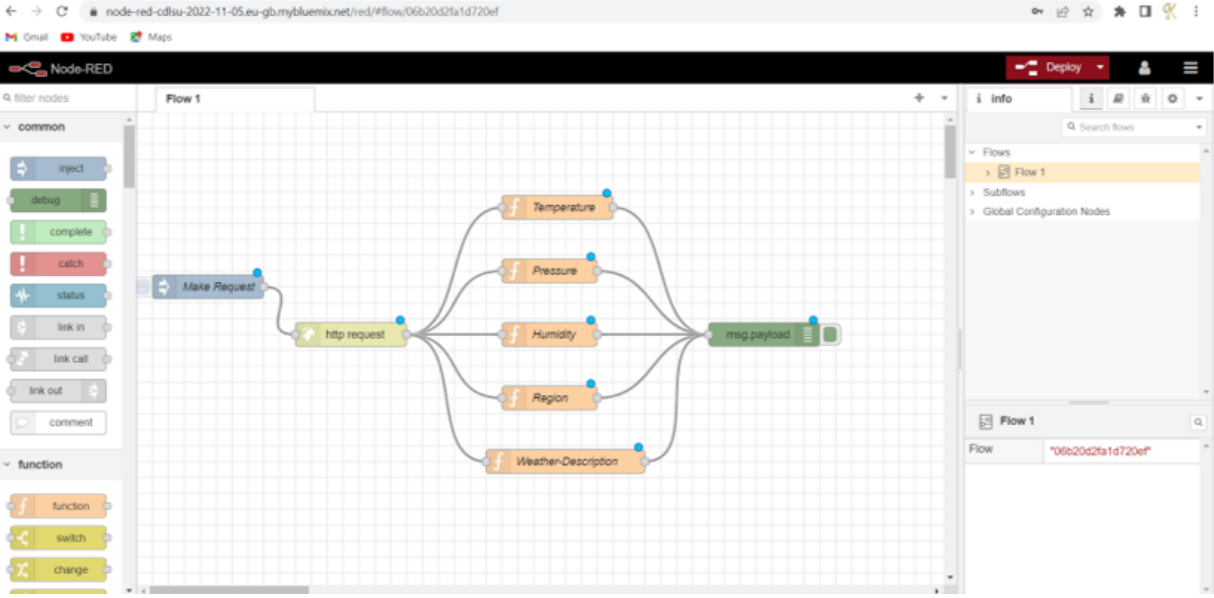 node-red-cdlsu-2022-11-05.eu-gb.mybluemix.net/red/#flow/06b20d2fa1d720ef
Gmail YouTube Maps
Node-RED Deploy
filter nodes Flow 1 i info i
common Search flows
Flows
inject Flow 1
debug Temperature Subflows
complete Global Configuration Nodes
catch Pressure
Make Request
status
link in http request Humidity msg.payload
link call
link out Region
comment Flow 1
function Weather-Description Flow "06b20d2fa1d720ef"
function
switch
change